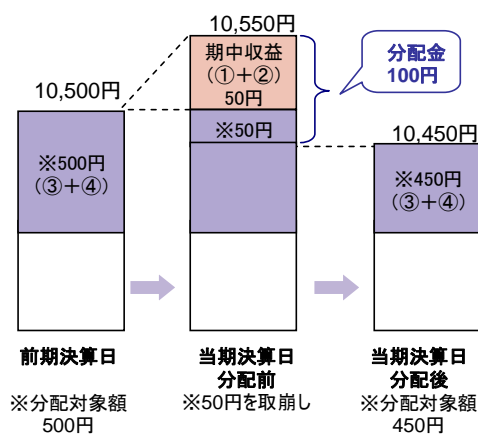 10,550円
期中収益
(①+②)
50円
分配金
100円
10,500円
※50円
10,450円
※500円
(③+④)
※450円
(③+④)
前期決算日
当期決算日
分配前
当期決算日
分配後
※分配対象額
500円
※50円を取崩し
※分配対象額
450円